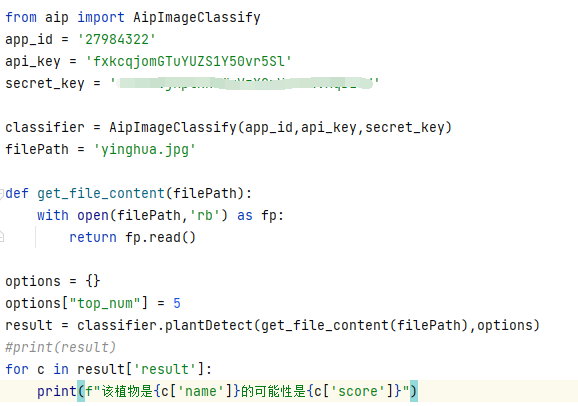 from aip import AipImageClassify
app_id = '27984322'
api_key = 'fxkcqjomGTuYUZS1Y50vr5Sl'
secret_key = '
classifier = AipImageClassify(app_id,api_key,secret_key)
filePath = 'yinghua.jpg'
def get_file_content(filePath):
with open(filePath,'rb') as fp:
return fp.read()
options = {}
options["top_num"] = 5
result = classifier.plantDetect(get_file_content(filePath),options)
#print(result)
for c in result['result']:
print(f"该植物是{c['name']}的可能性是{c['score']}")